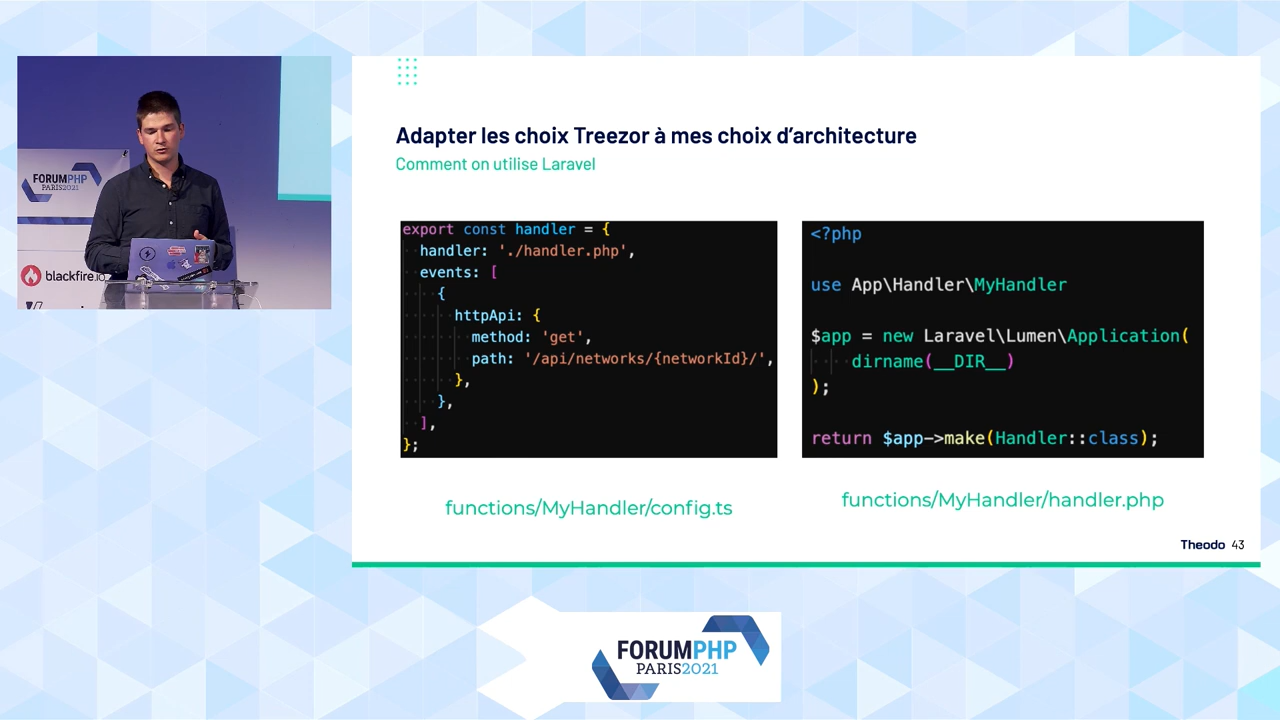 Adapter les choix Treezor à mes choix d’architecture
Comment on utilise Laravel
export const handler = {
handler: './handler.php',
events: [
{
httpApi: {
method: 'get',
path: '/api/networks/{networkId}/',
},
},
],
};
<?php
use App\Handler\MyHandler
$app = new Laravel\Lumen\Application(
dirname(__DIR__)
);
return $app->make(Handler::class);
functions/MyHandler/config.ts
functions/MyHandler/handler.php
Theodo 43
FORUMPHP
PARIS2021
blackfire.io
FORUMPHP
PARIS2021